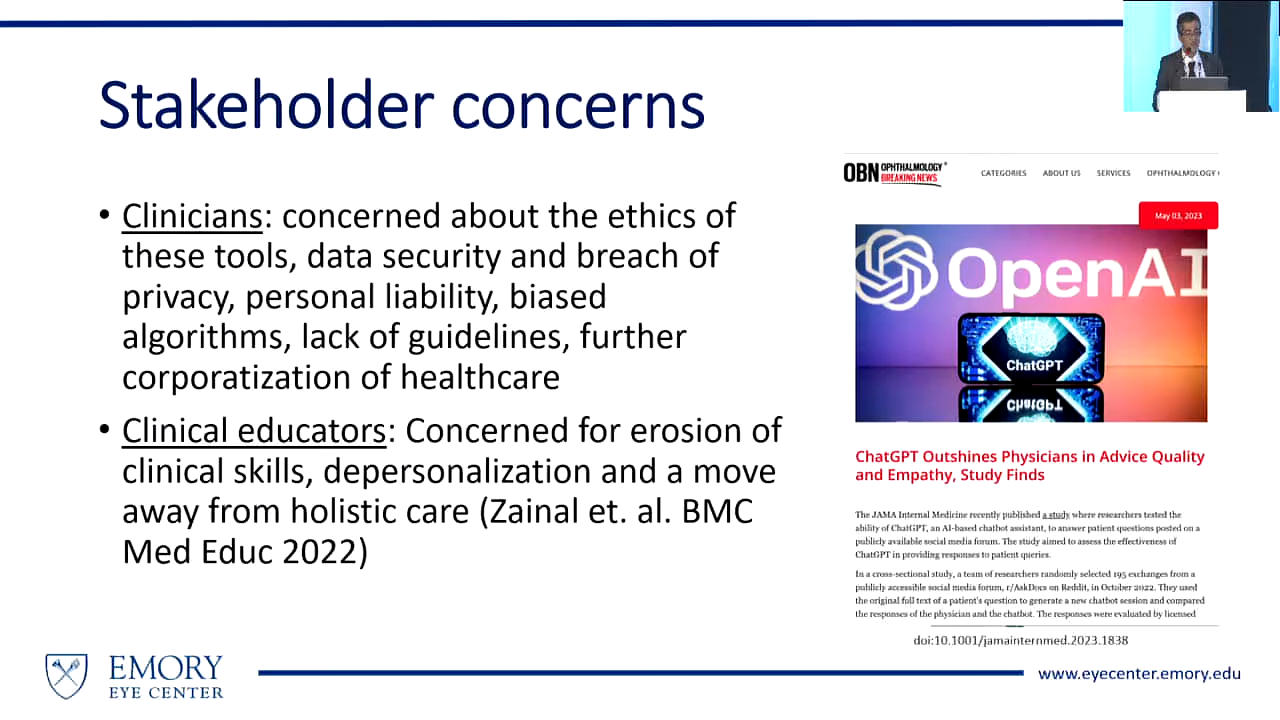 Stakeholder concerns
• Clinicians: concerned about the ethics of
these tools, data security and breach of
privacy, personal liability, biased
algorithms, lack of guidelines, further
corporatization of healthcare
• Clinical educators: Concerned for erosion of
clinical skills, depersonalization and a move
away from holistic care (Zainal et. al. BMC
Med Educ 2022)
OBN OPHTHALMOLOGY
BREAKING NEWS
CATEGORIES ABOUT US SERVICES OPHTHALMOLOGY
May 03, 2023
OpenAI
ChatGPT
ChatGPT Outshines Physicians in Advice Quality
and Empathy, Study Finds
The JAMA Internal Medicine recently published a study where researchers tested the
ability of ChatGPT, an AI-based chatbot assistant, to answer patient questions posted on a
publicly available social media forum. The study aimed to assess the effectiveness of
ChatGPT in providing responses to patient queries.
In a cross-sectional study, a team of researchers randomly selected 195 exchanges from a
publicly accessible social media forum, r/AskDocs on Reddit, in October 2022. They used
the original full text of a patient's question to generate a new chatbot session and compared
the responses of the physician and the chatbot. The responses were evaluated by licensed
doi:10.1001/jamainternmed.2023.1838
EMORY
EYE CENTER
www.eyecenter.emory.edu